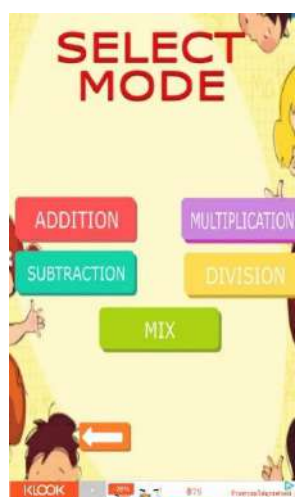 SELECT
MODE
ADDITION
MULTIPLICATION
SUBTRACTION
DIVISION
MIX
KLOOK